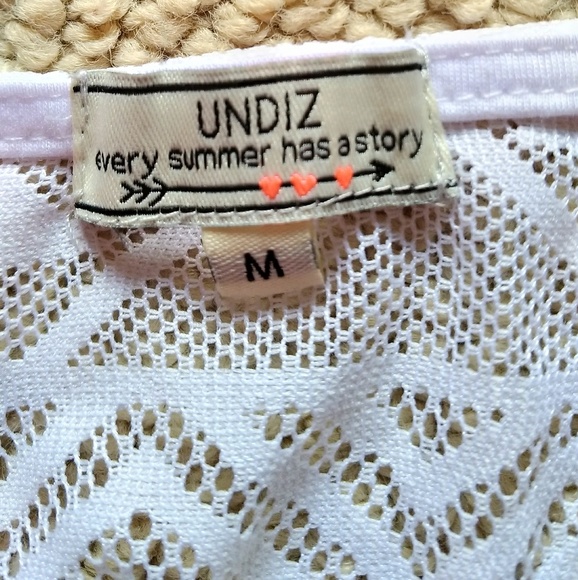 UNDIZ
every summer has a story
M